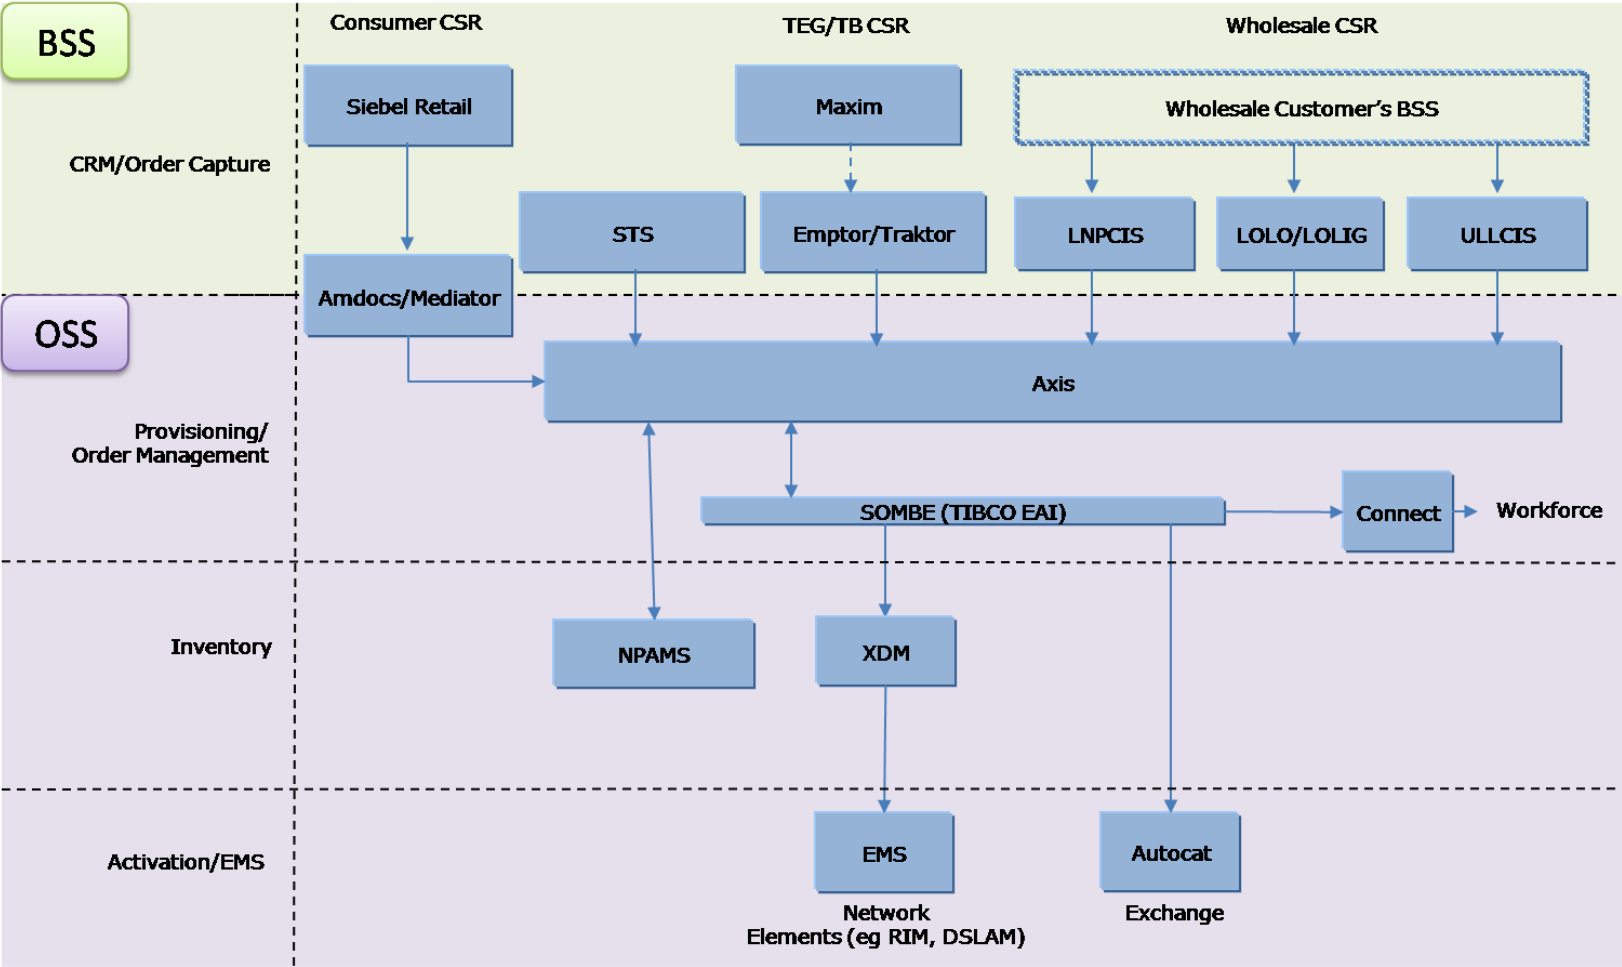 BSS
Consumer CSR
TEG/TB CSR
Wholesale CSR
Siebel Retail
Maxim
Wholesale Customer’s BSS
CRM/Order Capture
STS
Emptor/Traktor
LNPCIS
LOLO/LOLIG
ULLCIS
Amdocs/Mediator
OSS
Axis
Provisioning/
Order Management
SOMBE (TIBCO EAI)
Connect
Workforce
Inventory
NPAMS
XDM
Activation/EMS
EMS
Autocat
Network
Elements (eg RIM, DSLAM)
Exchange